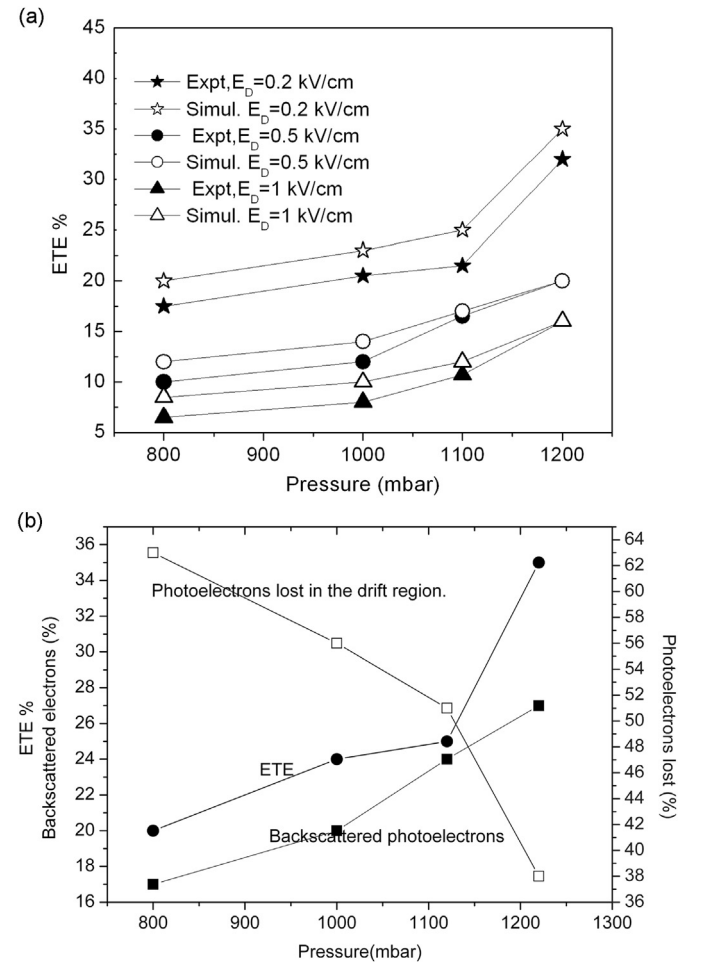 (a)
45
40
35
30
25
20
15
10
5
ETE %
Expt,E_D=0.2 kV/cm
Simul. E_D=0.2 kV/cm
Expt,E_D=0.5 kV/cm
Simul. E_D=0.5 kV/cm
Expt,E_D=1 kV/cm
Simul. E_D=1 kV/cm
800 900 1000 1100 1200
Pressure (mbar)
(b)
36
34
32
30
28
26
24
22
20
18
16
ETE %
Backscattered electrons (%)
Photoelectrons lost in the drift region.
ETE
Backscattered photoelectrons
64
62
60
58
56
54
52
50
48
46
44
42
40
38
36
Photoelectrons lost (%)
800 900 1000 1100 1200 1300
Pressure(mbar)